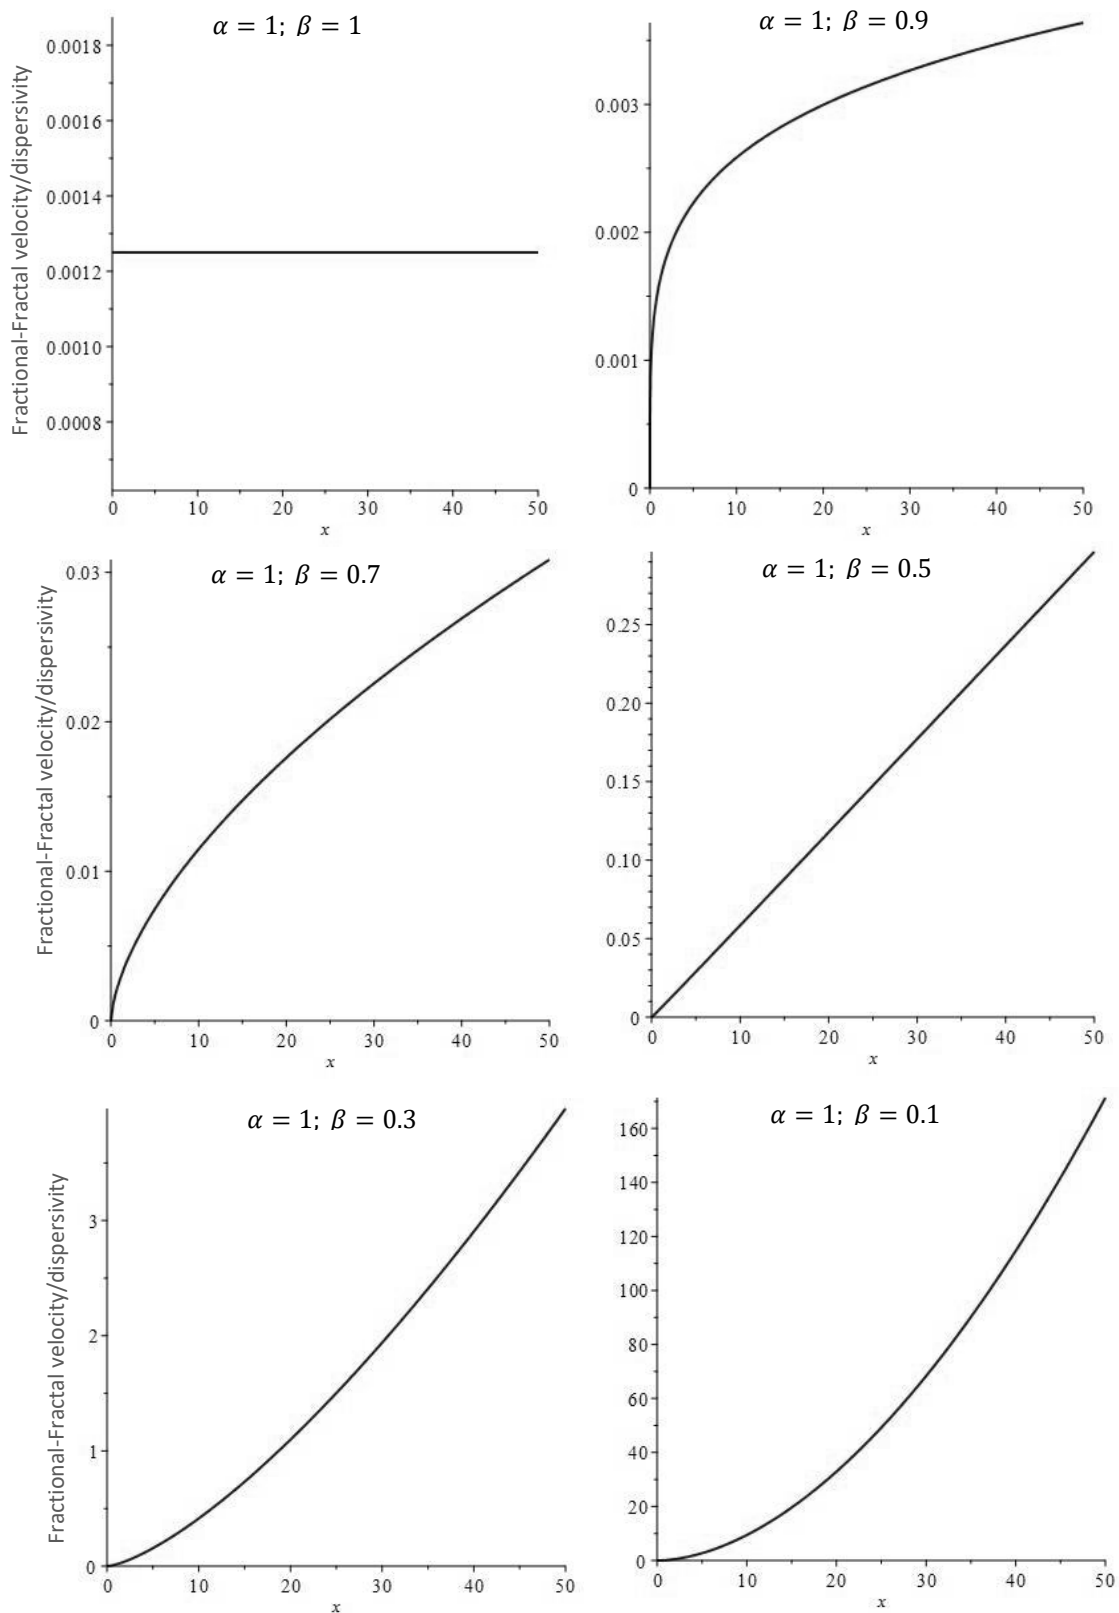 α = 1; β = 1
Fractional-Fractal velocity/dispersivity
0.0018
0.0016
0.0014
0.0012
0.0010
0.0008
0 10 20 30 40 50
x
α = 1; β = 0.9
0.003
0.002
0.001
0
0 10 20 30 40 50
x
α = 1; β = 0.7
Fractional-Fractal velocity/dispersivity
0.03
0.02
0.01
0
0 10 20 30 40 50
x
α = 1; β = 0.5
0.25
0.20
0.15
0.10
0.05
0
0 10 20 30 40 50
x
α = 1; β = 0.3
Fractional-Fractal velocity/dispersivity
3
2
1
0
0 10 20 30 40 50
x
α = 1; β = 0.1
160
140
120
100
80
60
40
20
0
0 10 20 30 40 50
x